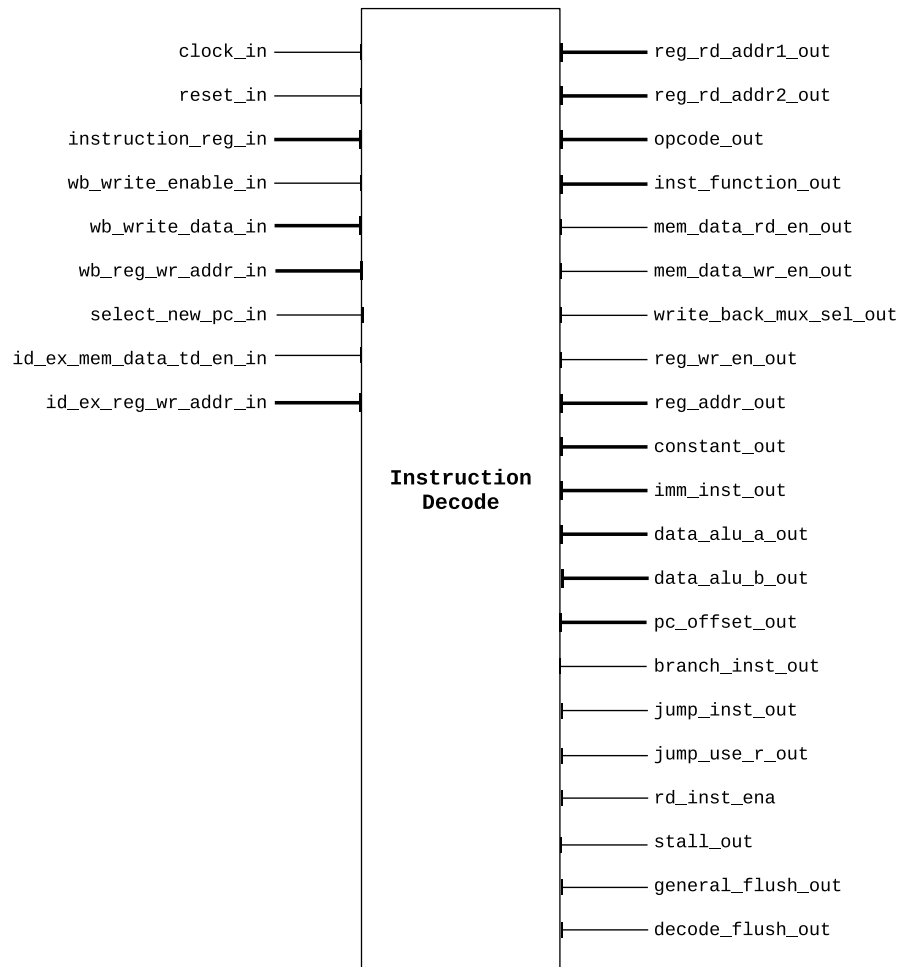 clock_in
reset_in
instruction_reg_in
wb_write_enable_in
wb_write_data_in
wb_reg_wr_addr_in
select_new_pc_in
id_ex_mem_data_td_en_in
id_ex_reg_wr_addr_in
Instruction
Decode
reg_rd_addr1_out
reg_rd_addr2_out
opcode_out
inst_function_out
mem_data_rd_en_out
mem_data_wr_en_out
write_back_mux_sel_out
reg_wr_en_out
reg_addr_out
constant_out
imm_inst_out
data_alu_a_out
data_alu_b_out
pc_offset_out
branch_inst_out
jump_inst_out
jump_use_r_out
rd_inst_ena
stall_out
general_flush_out
decode_flush_out